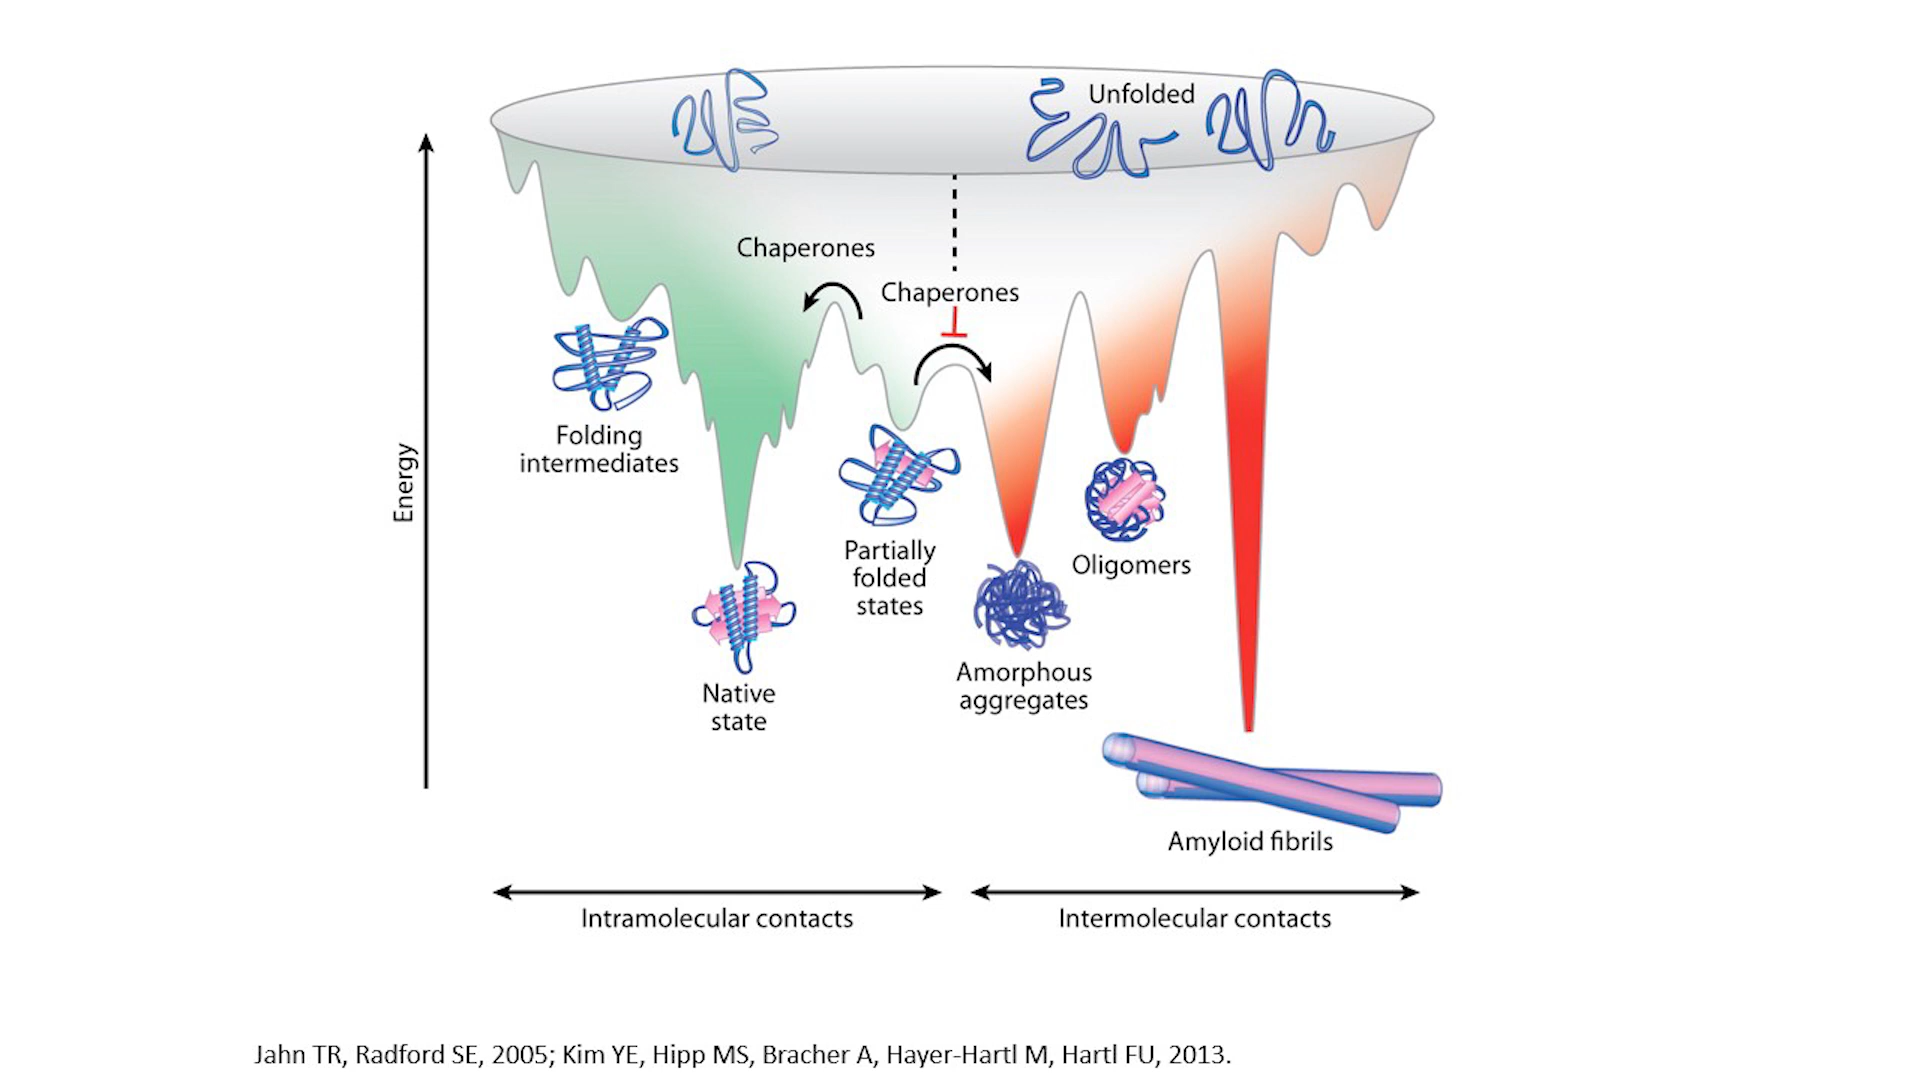 Unfolded
Chaperones
Chaperones
Energy
Folding
intermediates
Partially
folded
states
Oligomers
Native
state
Amorphous
aggregates
Amyloid fibrils
Intramolecular contacts
Intermolecular contacts
Jahn TR, Radford SE, 2005; Kim YE, Hipp MS, Bracher A, Hayer-Hartl M, Hartl FU, 2013.